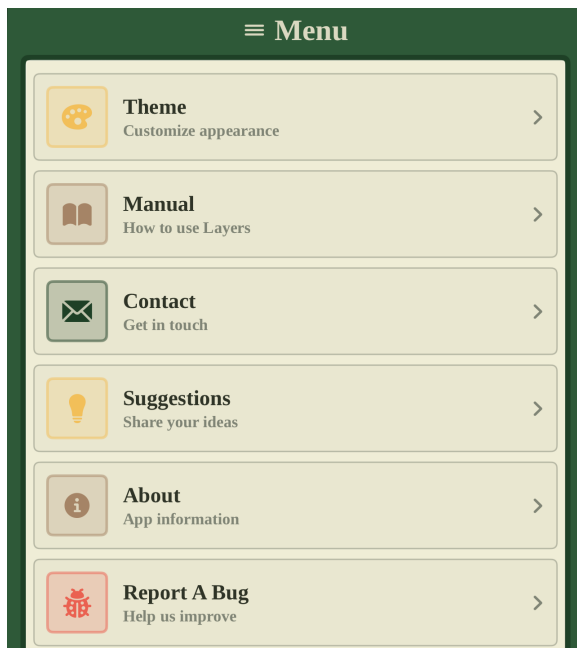 Menu
Theme
Customize appearance
Manual
How to use Layers
Contact
Get in touch
Suggestions
Share your ideas
About
App information
Report A Bug
Help us improve